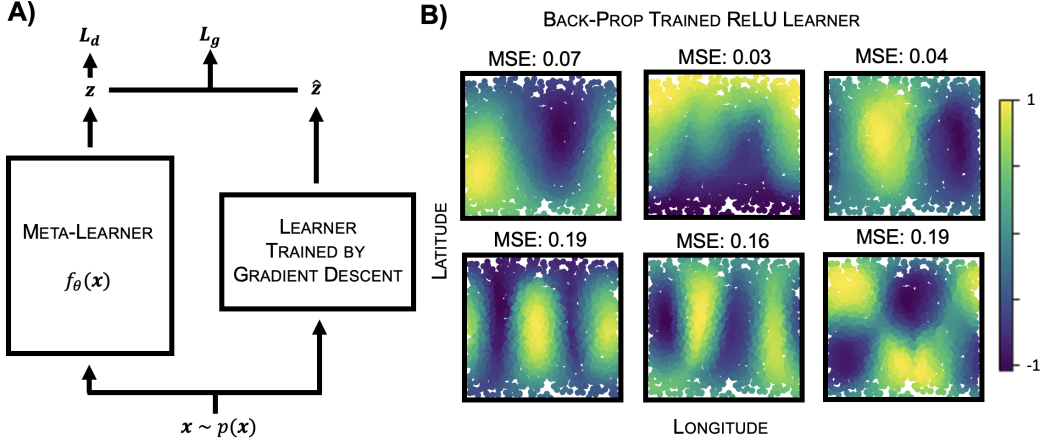 A)
L_d
L_g
z
ẑ
META-LEARNER
f_θ(x)
LEARNER
TRAINED BY
GRADIENT DESCENT
x ~ p(x)
B)
BACK-PROP TRAINED RELU LEARNER
MSE: 0.07
MSE: 0.03
MSE: 0.04
MSE: 0.19
MSE: 0.16
MSE: 0.19
LATITUDE
LONGITUDE
1
-1